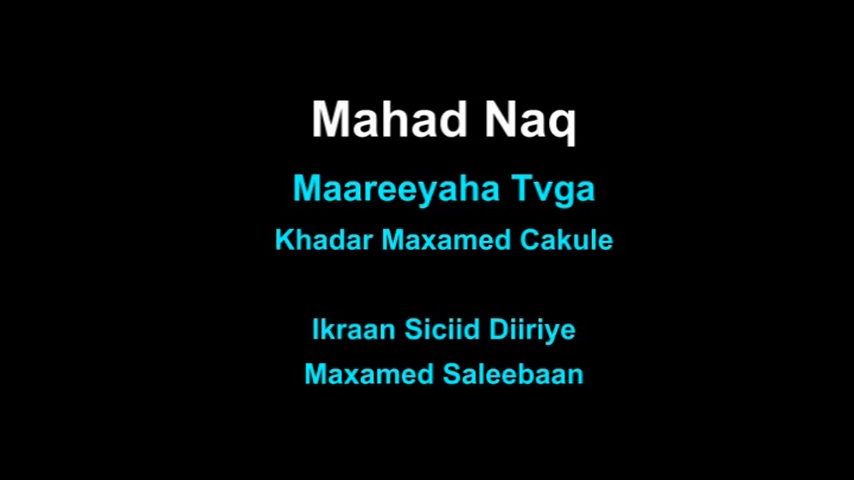 Mahad Naq
Maareeyaha Tvga
Khadar Maxamed Cakule
Ikraan Siciid Diiriye
Maxamed Saleebaan